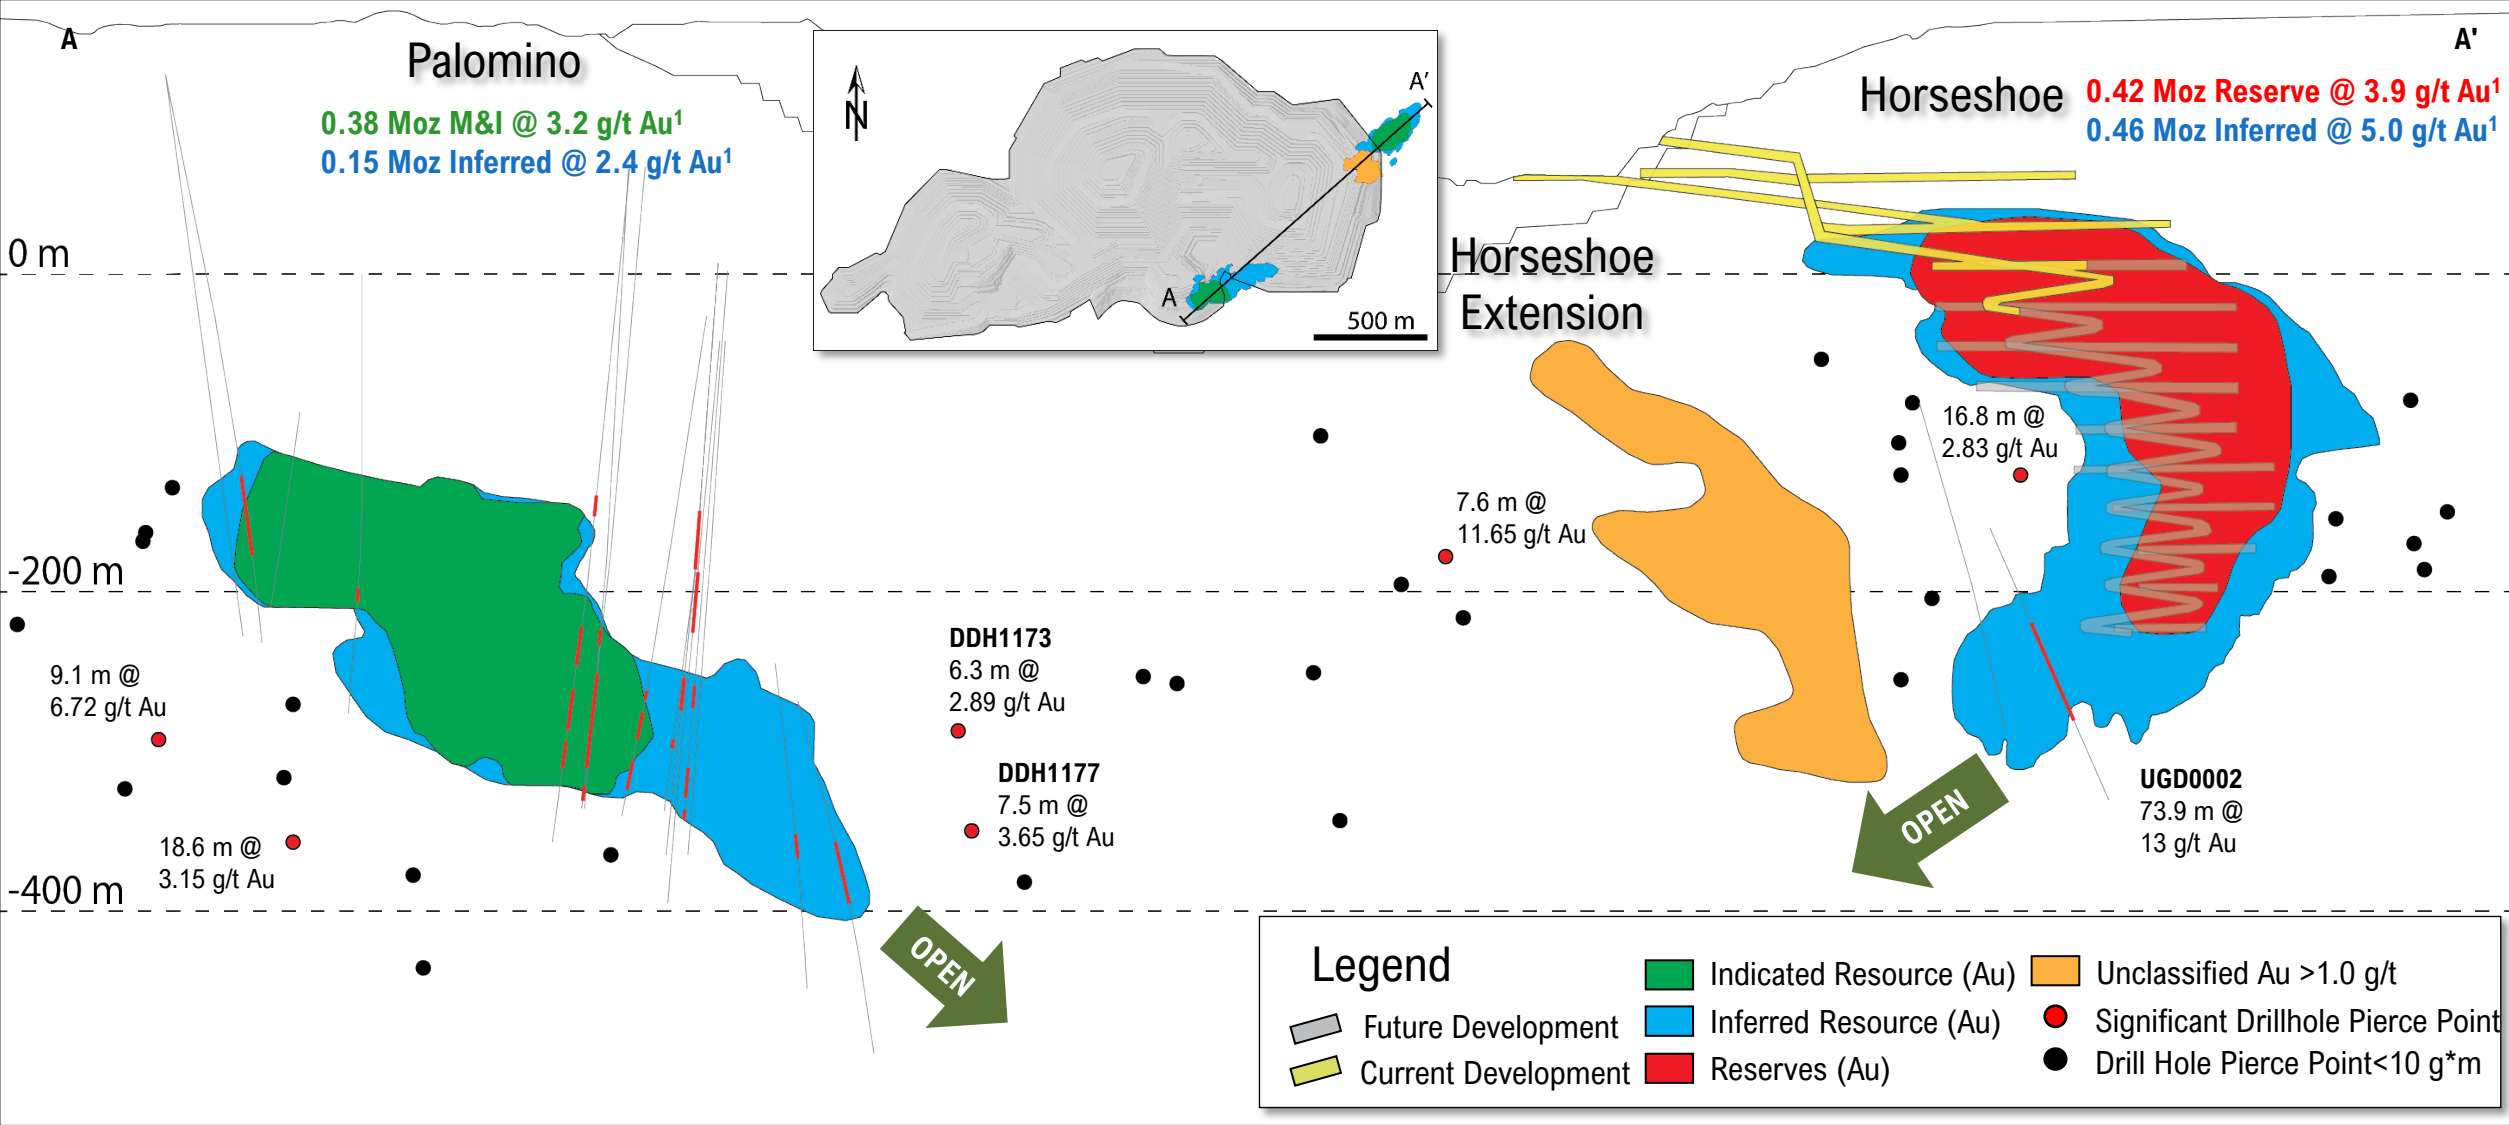 A
A'
Palomino
0.38 Moz M&I @ 3.2 g/t Au¹
0.15 Moz Inferred @ 2.4 g/t Au¹
N
A'
A
500 m
Horseshoe
0.42 Moz Reserve @ 3.9 g/t Au¹
0.46 Moz Inferred @ 5.0 g/t Au¹
Horseshoe
Extension
0 m
-200 m
-400 m
16.8 m @
2.83 g/t Au
7.6 m @
11.65 g/t Au
9.1 m @
6.72 g/t Au
18.6 m @
3.15 g/t Au
DDH1173
6.3 m @
2.89 g/t Au
DDH1177
7.5 m @
3.65 g/t Au
UGD0002
73.9 m @
13 g/t Au
OPEN
OPEN
Legend
Future Development
Current Development
Indicated Resource (Au)
Inferred Resource (Au)
Reserves (Au)
Unclassified Au >1.0 g/t
Significant Drillhole Pierce Point
Drill Hole Pierce Point<10 g*m